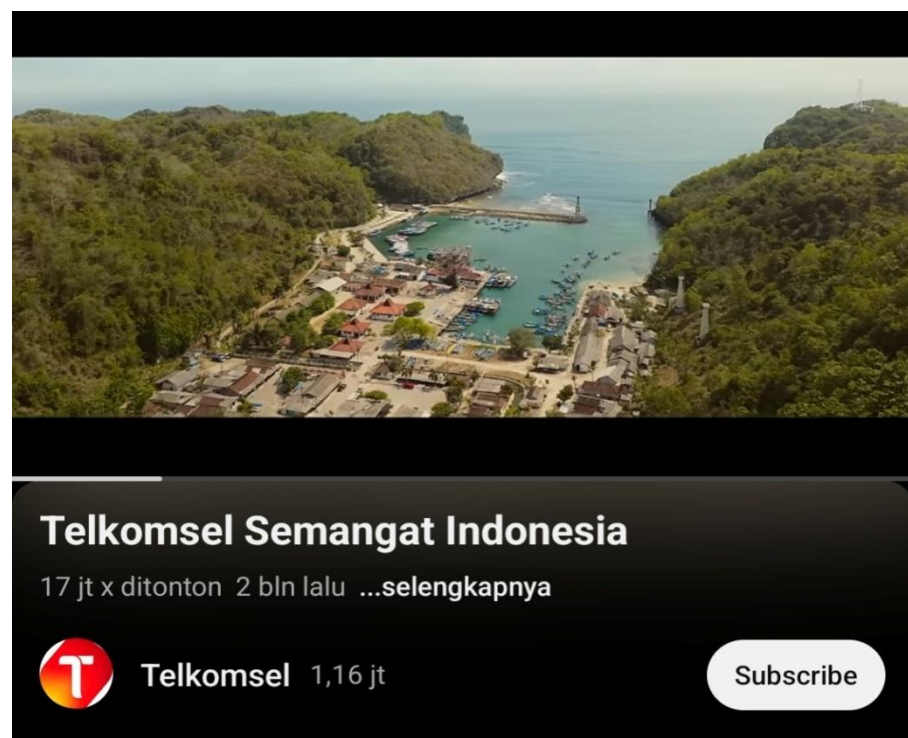 Telkomsel Semangat Indonesia
17 jt x ditonton 2 bln lalu ...selengkapnya
T
Telkomsel 1,16 jt
Subscribe